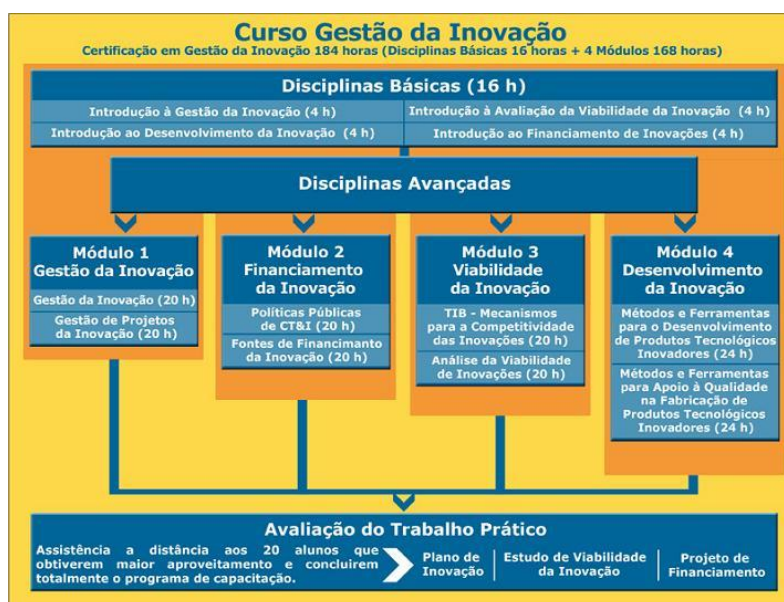 Curso Gestão da Inovação
Certificação em Gestão da Inovação 184 horas (Disciplinas Básicas 16 horas + 4 Módulos 168 horas)
Disciplinas Básicas (16 h)
Introdução à Gestão da Inovação (4 h)
Introdução à Avaliação da Viabilidade da Inovação (4 h)
Introdução ao Desenvolvimento da Inovação (4 h)
Introdução ao Financiamento de Inovações (4 h)
Disciplinas Avançadas
Módulo 1
Gestão da Inovação
Gestão da Inovação (20 h)
Gestão de Projetos
da Inovação (20 h)
Módulo 2
Financiamento
da Inovação
Políticas Públicas
de CT&I (20 h)
Fontes de Financimanto
da Inovação (20 h)
Módulo 3
Viabilidade
da Inovação
TIB - Mecanismos
para a Competitividade
das Inovações (20 h)
Análise da Viabilidade
de Inovações (20 h)
Módulo 4
Desenvolvimento
da Inovação
Métodos e Ferramentas
para o Desenvolvimento
de Produtos Tecnológicos
Inovadores (24 h)
Métodos e Ferramentas
para Apoio à Qualidade
na Fabricação de
Produtos Tecnológicos
Inovadores (24 h)
Avaliação do Trabalho Prático
Assistência a distância aos 20 alunos que
obtiverem maior aproveitamento e concluirem
totalmente o programa de capacitação.
Plano de
Inovação
Estudo de Viabilidade
da Inovação
Projeto de
Financiamento